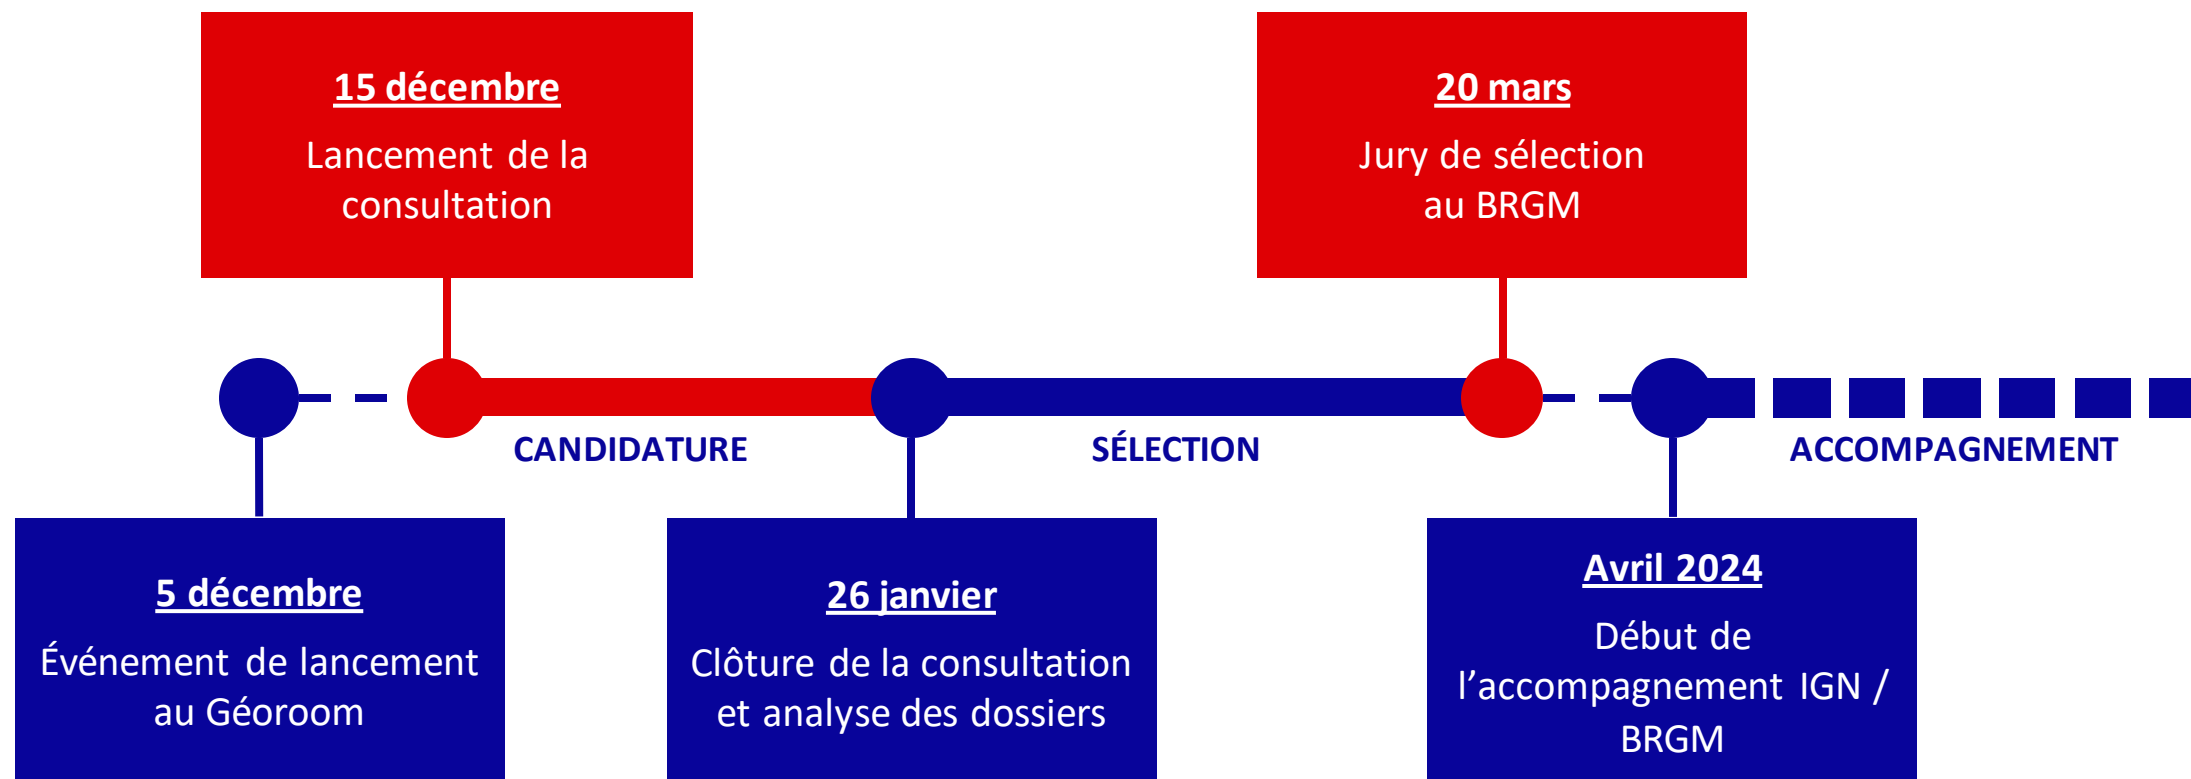 15 décembre
Lancement de la
consultation
20 mars
Jury de sélection
au BRGM
CANDIDATURE
SÉLECTION
ACCOMPAGNEMENT
5 décembre
Événement de lancement
au Géoroom
26 janvier
Clôture de la consultation
et analyse des dossiers
Avril 2024
Début de
l’accompagnement IGN /
BRGM